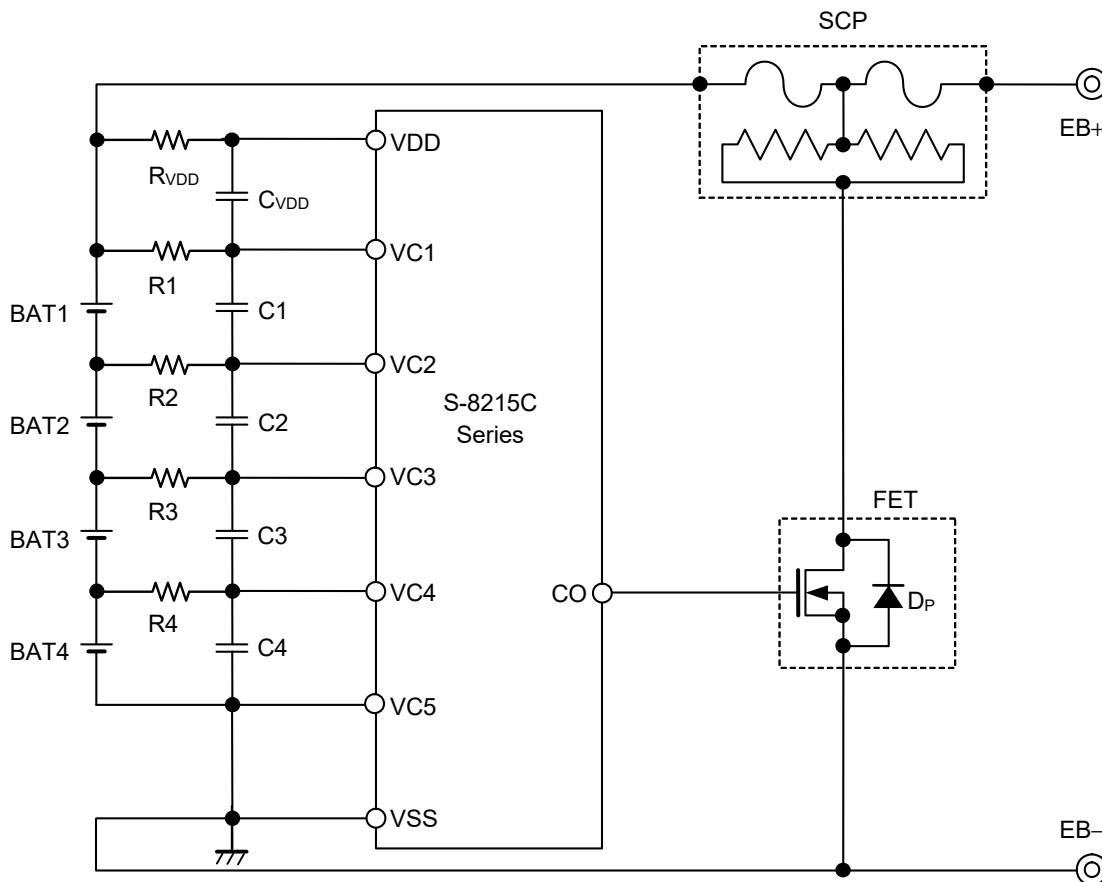 SCP
EB+
VDD
RVDD
CVDD
VC1
R1
BAT1
C1
VC2
R2
S-8215C
Series
BAT2
C2
VC3
R3
FET
BAT3
C3
VC4
CO
DP
R4
BAT4
C4
VC5
VSS
EB−